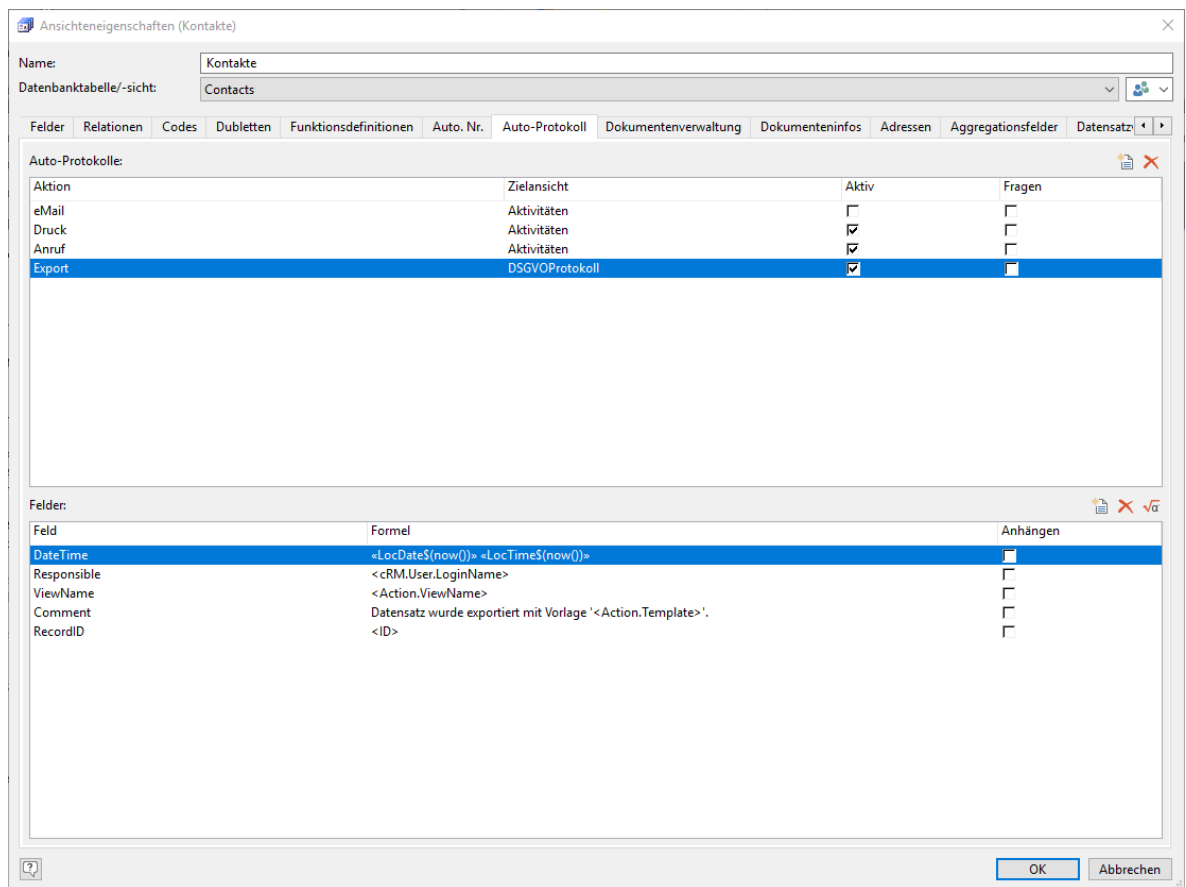 Ansichteneigenschaften (Kontakte)
Name: Kontakte
Datenbanktabelle/-sicht: Contacts
Felder Relationen Codes Dubletten Funktionsdefinitionen Auto. Nr. Auto-Protokoll Dokumentenverwaltung Dokumenteninfos Adressen Aggregationsfelder
Auto-Protokolle:
Aktion Zielansicht Aktiv Fragen
eMail Aktivitäten
Druck Aktivitäten
Anruf Aktivitäten
Export DSGVOProtokoll
Felder:
Feld Formel Anhängen
DateTime «LocDate$(now())» «LocTime$(now())»
Responsible <cRM.User.LoginName>
ViewName <Action.ViewName>
Comment Datensatz wurde exportiert mit Vorlage '<Action.Template>'.
RecordID <ID>
OK Abbrechen